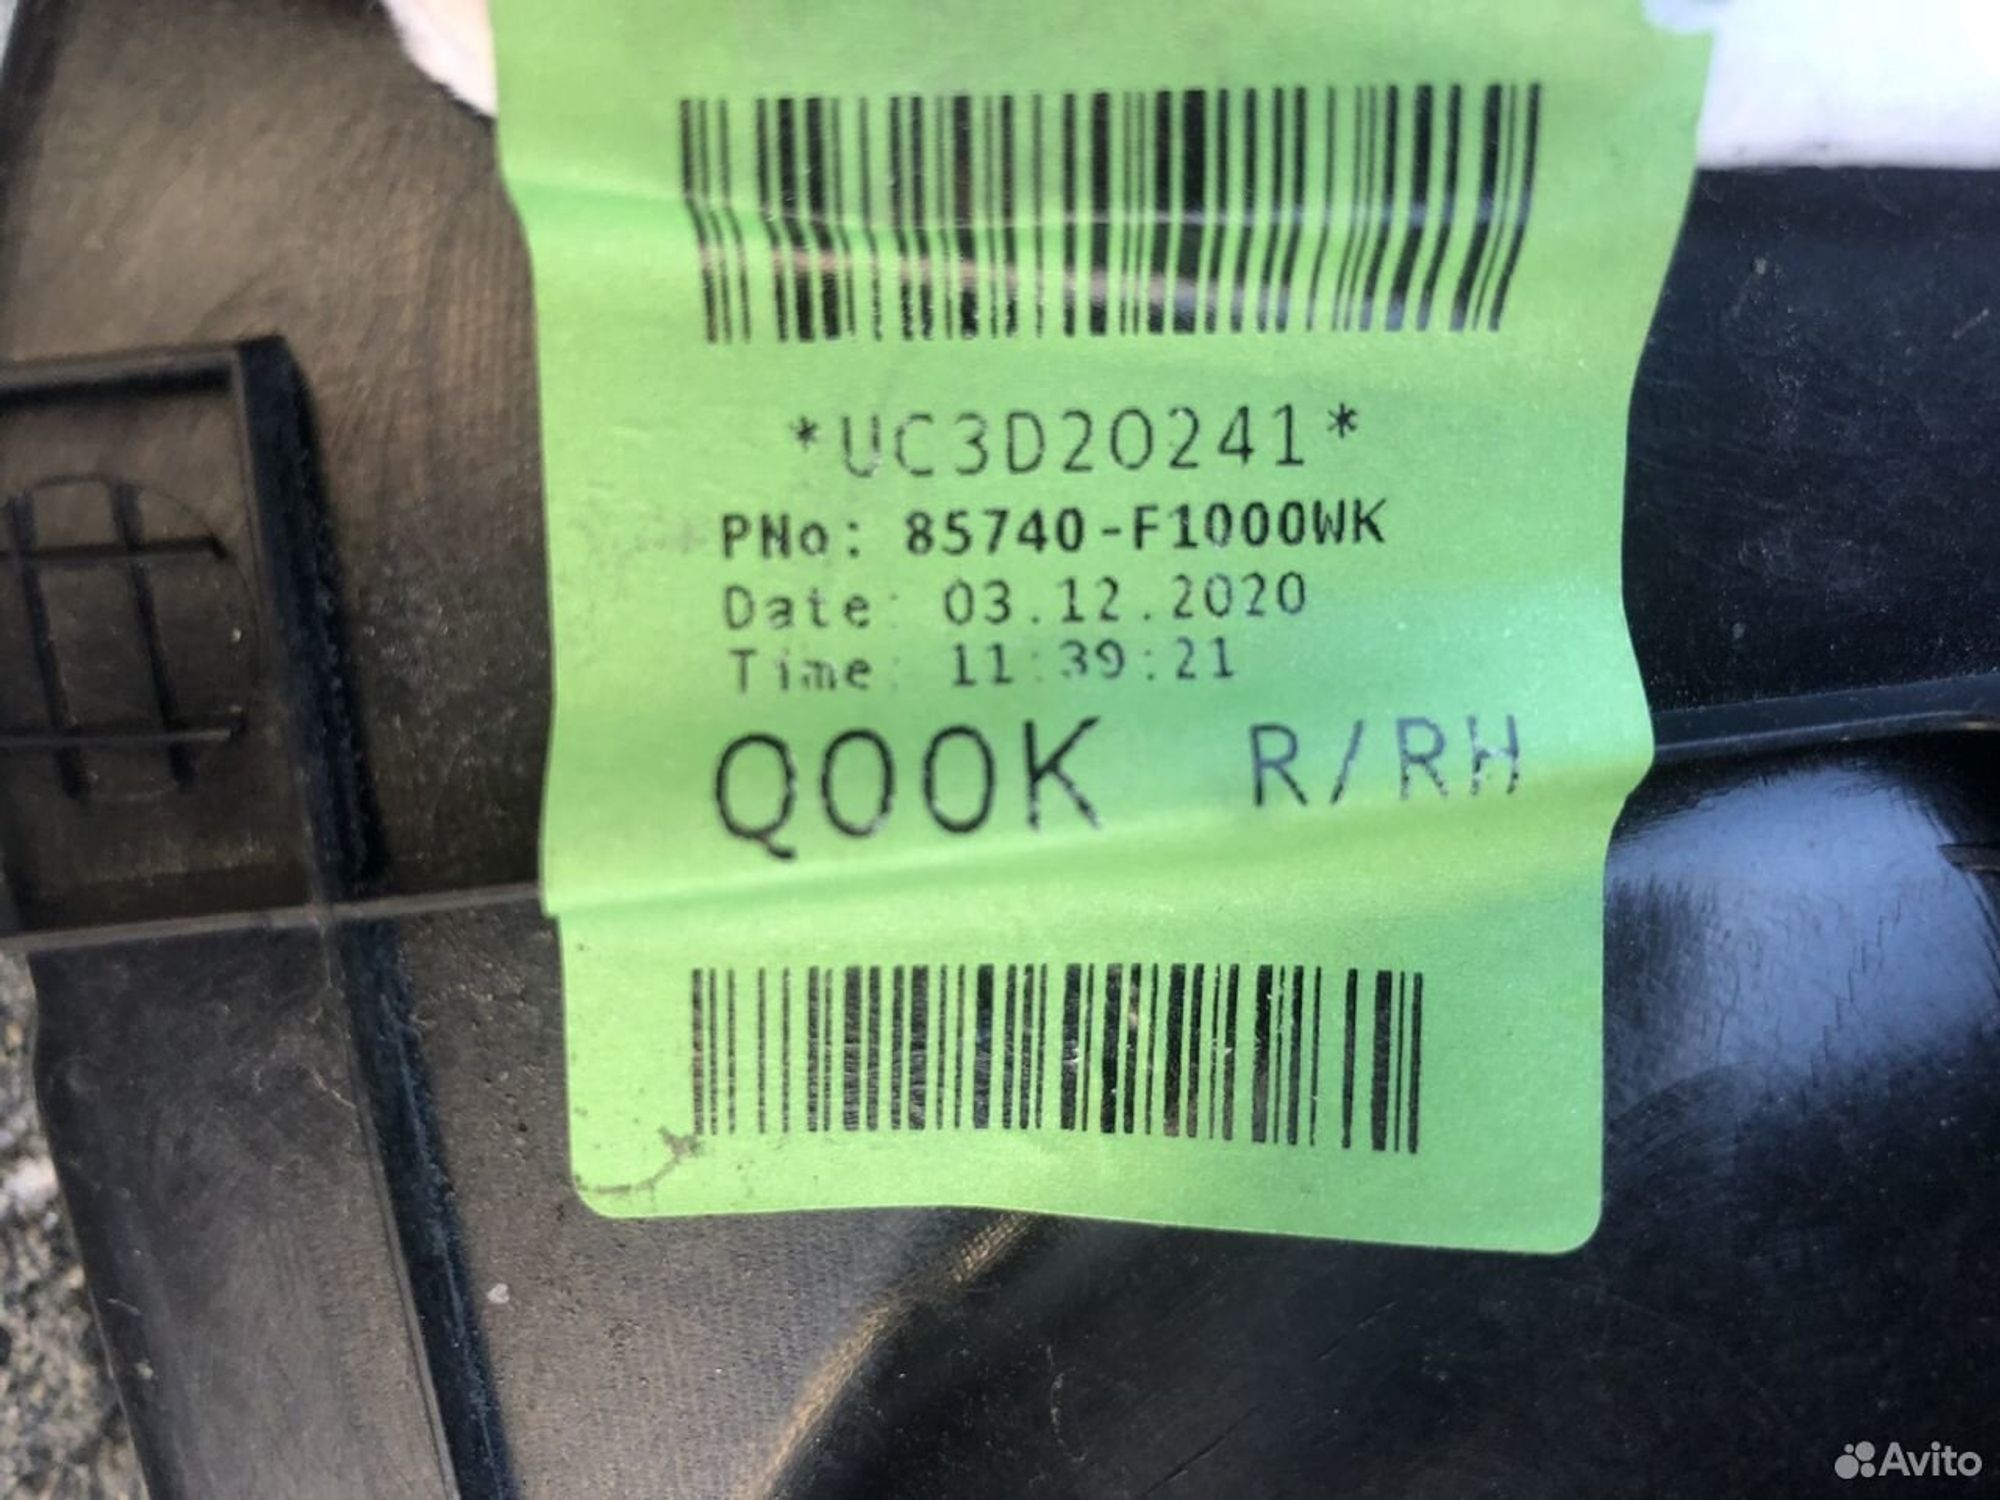 *UC3D20241*
PNo: 85740-F1000WK
Date: 03.12.2020
Time: 11:39:21
Q00K R/RH
Avito